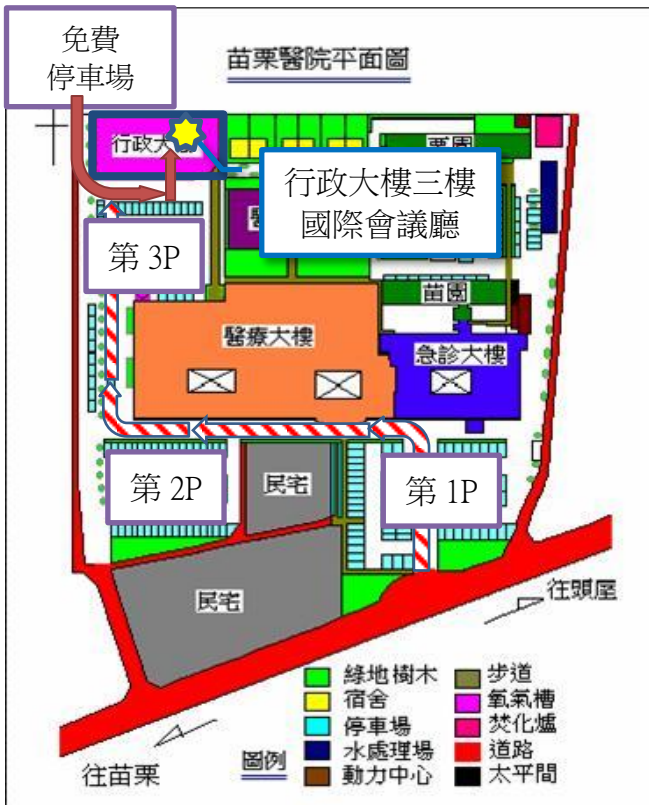 免費
停車場
苗栗醫院平面圖
行政大
栗園
行政大樓三樓
國際會議廳
醫
第 3P
苗園
醫療大樓
急診大樓
第 2P
民宅
第 1P
民宅
往頭屋
綠地樹木
步道
宿舍
氧氣槽
停車場
焚化爐
水處理場
道路
圖例
動力中心
太平間
往苗栗